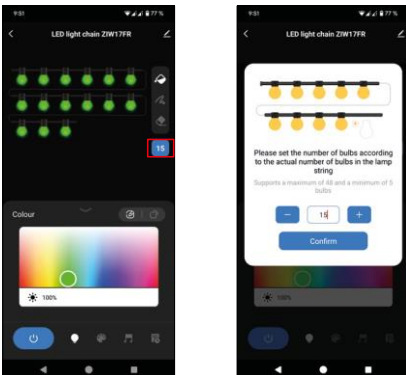 9:51
77 %
LED light chain ZIW17FR
15
Colour
100%
9:51
77 %
LED light chain ZIW17FR
Please set the number of bulbs according
to the actual number of bulbs in the lamp
string
Supports a maximum of 48 and a minimum of 5
bulbs
− 15 +
Confirm
100%